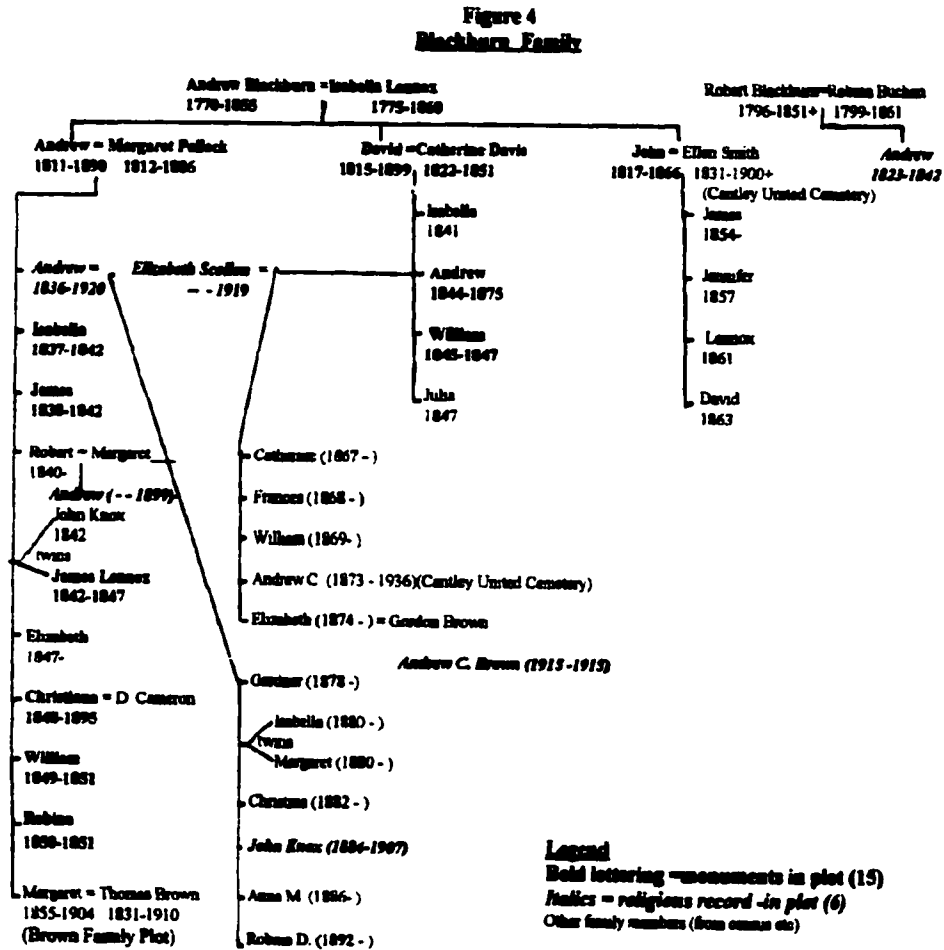 Figure 4
Blackburn Family
Andrew Blackburn = Isabella Lennox
1770-1855 1775-1860
Robert Blackburn=Robena Buchan
1796-1851+ 1799-1861
Andrew = Margaret Pollock
1811-1890 1812-1886
David =Catherine Davis
1815-1899 1822-1851
John = Ellen Smith
1817-1866 1831-1900+
(Cantley United Cemetery)
Andrew
1823-1842
Isabella
1841
James
1854-
Andrew =
1836-1920
Elizabeth Scollon =
- - 1919
Andrew
1844-1875
Jennifer
1857
Isabella
1837-1842
William
1845-1847
Lennox
1861
James
1838-1842
Julia
1847
David
1863
Robert = Margaret
1840-
Andrew ( - - 1899)
John Knox
1842
twins
James Lennox
1842-1847
Catherine (1867 - )
Frances (1868 - )
William (1869- )
Andrew C (1873 - 1936)(Cantley United Cemetery)
Elizabeth (1874 - ) = Gordon Brown
Andrew C. Brown (1915 -1915)
Elizabeth
1847-
Christiana = D Cameron
1848-1895
William
1849-1851
Robina
1850-1851
Margaret = Thomas Brown
1855-1904 1831-1910
(Brown Family Plot)
Gardner (1878 -)
Isabella (1880 - )
twins
Margaret (1880 - )
Christina (1882 - )
John Knox (1884-1907)
Anna M (1886- )
Robena D. (1892 - )
Legend
Bold lettering =monuments in plot (15)
Italics = religious record -in plot (6)
Other family members (from census etc)